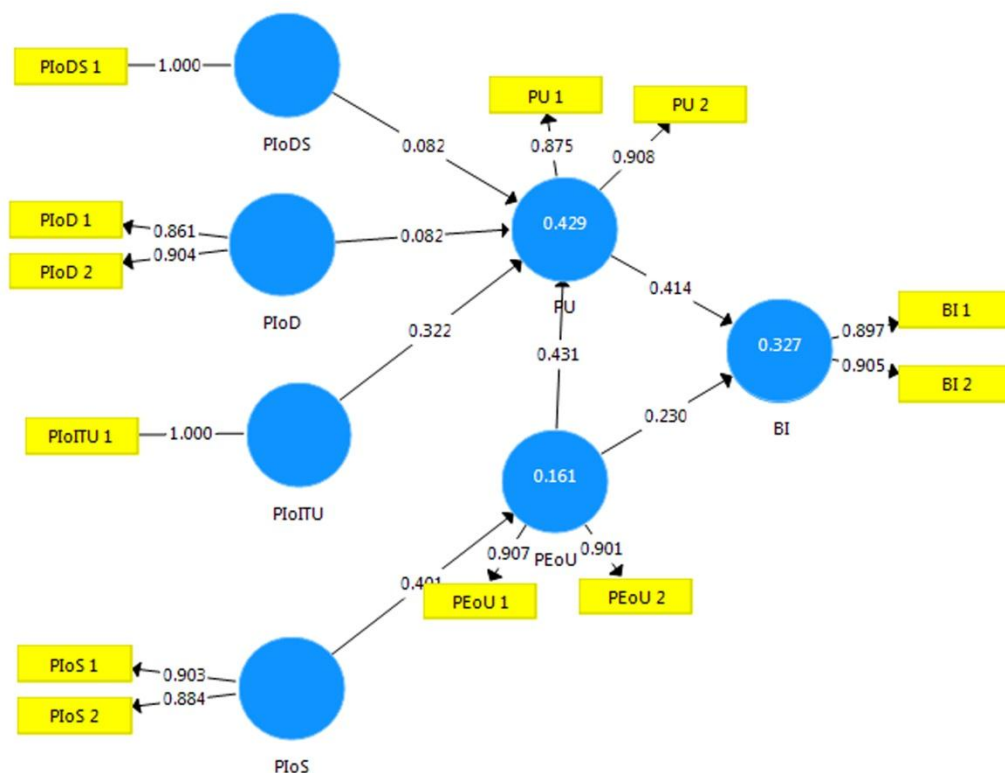 PIoDS 1
1.000
PIoDS
0.082
PU 1
PU 2
0.875
0.908
PIoD 1
PIoD 2
0.861
0.904
PIoD
0.082
0.429
PU
0.322
0.431
0.414
PIoITU 1
1.000
PIoITU
0.327
BI
0.897
0.905
BI 1
BI 2
0.230
0.161
PEoU
0.907
0.901
PEoU 1
PEoU 2
0.401
PIoS 1
PIoS 2
0.903
0.884
PIoS